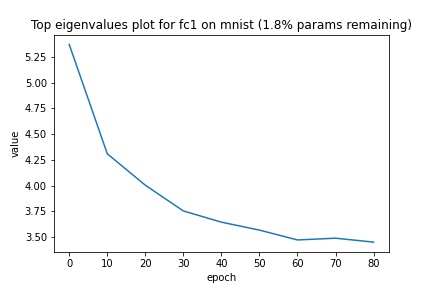 Top eigenvalues plot for fc1 on mnist (1.8% params remaining)
5.25
5.00
4.75
4.50
4.25
4.00
3.75
3.50
value
0 10 20 30 40 50 60 70 80
epoch